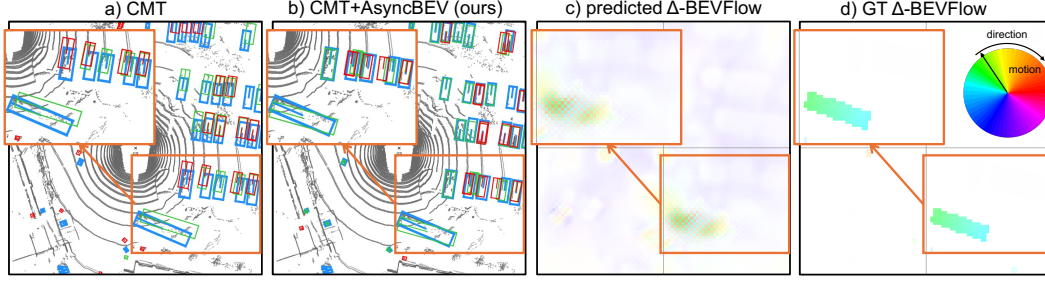 a) CMT
b) CMT+AsyncBEV (ours)
c) predicted Δ-BEVFlow
d) GT Δ-BEVFlow
direction
motion